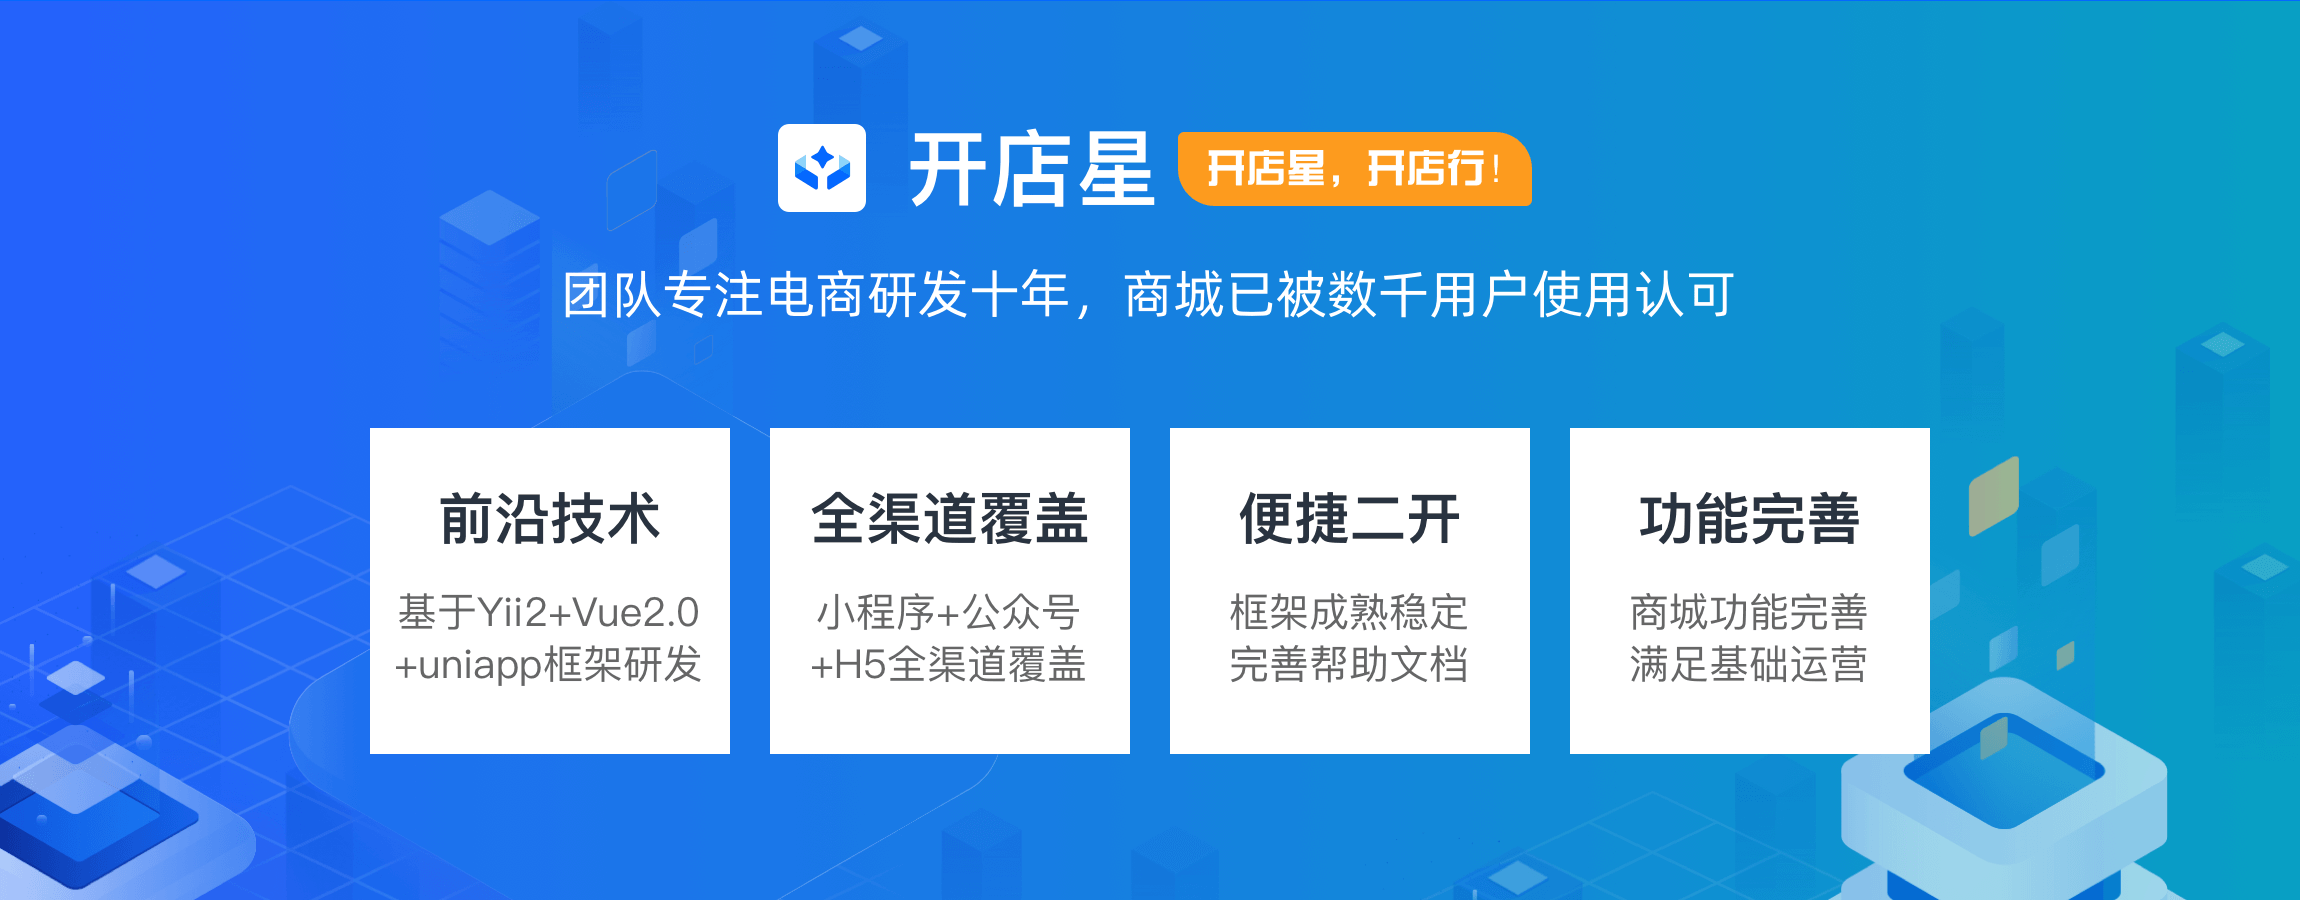 开店星
开店星，开店行！
团队专注电商研发十年，商城已被数千用户使用认可
前沿技术
基于Yii2+Vue2.0
+uniapp框架研发
全渠道覆盖
小程序+公众号
+H5全渠道覆盖
便捷二开
框架成熟稳定
完善帮助文档
功能完善
商城功能完善
满足基础运营